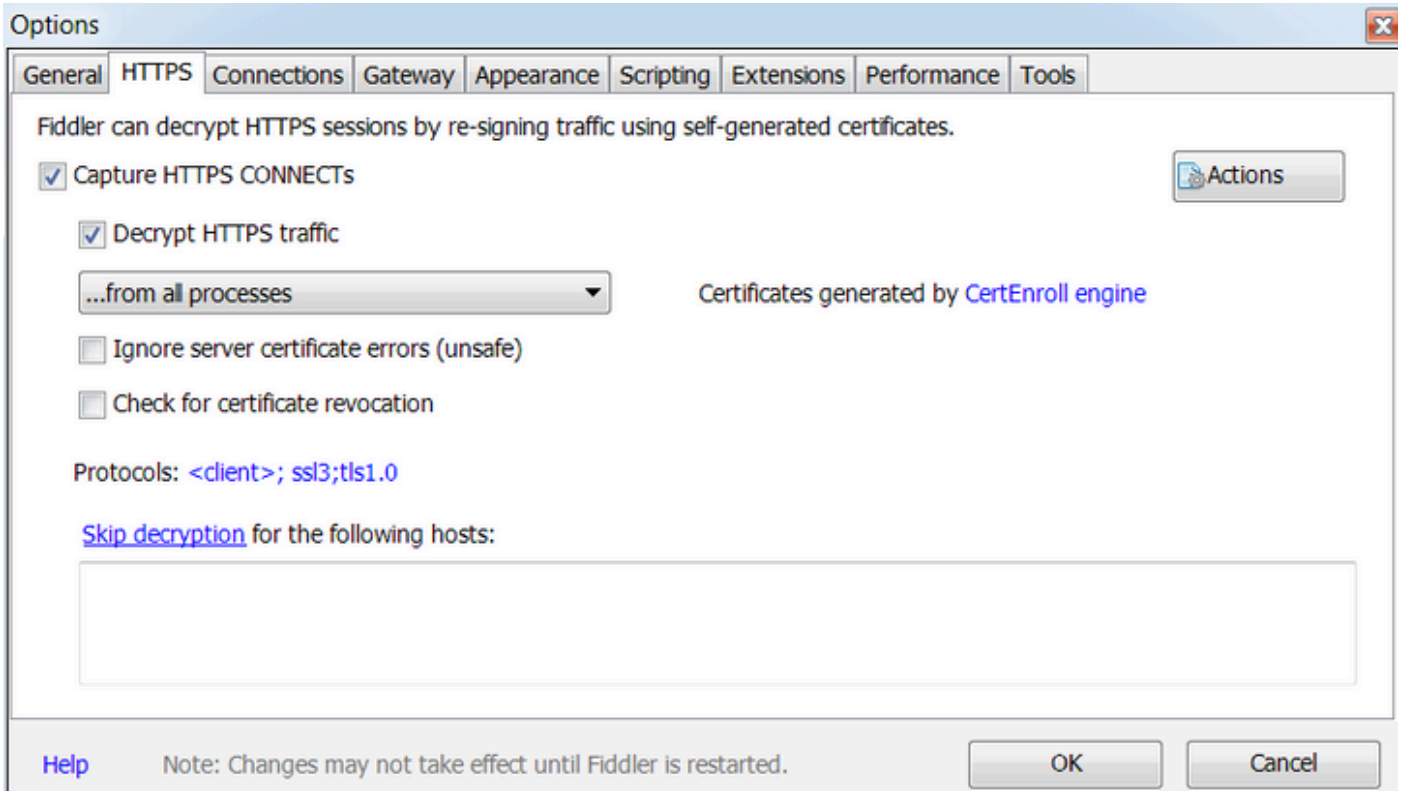 Options
General HTTPS Connections Gateway Appearance Scripting Extensions Performance Tools
Fiddler can decrypt HTTPS sessions by re-signing traffic using self-generated certificates.
Capture HTTPS CONNECTs
Actions
Decrypt HTTPS traffic
...from all processes
Certificates generated by CertEnroll engine
Ignore server certificate errors (unsafe)
Check for certificate revocation
Protocols: <client>; ssl3;tls1.0
Skip decryption for the following hosts:
Help
Note: Changes may not take effect until Fiddler is restarted.
OK
Cancel